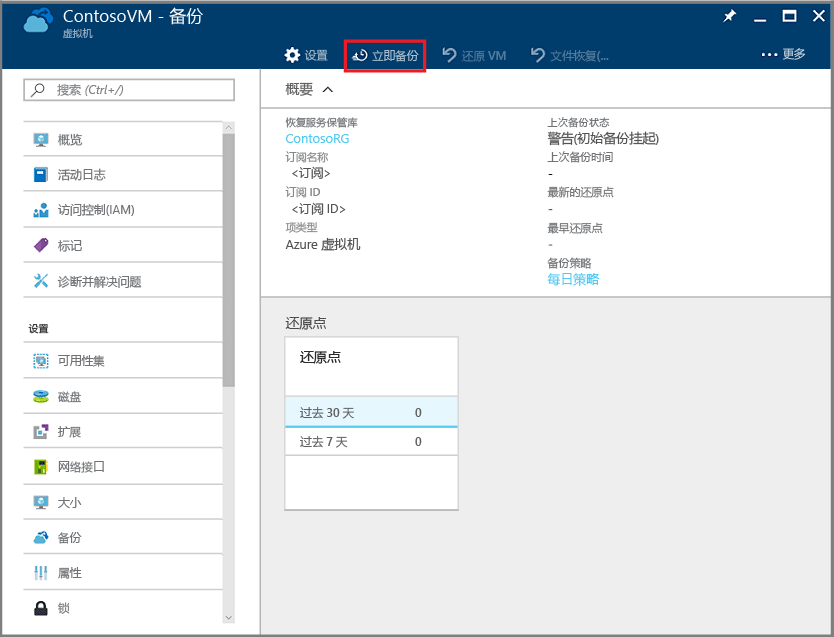 ContosoVM - 备份
虚拟机
设置
立即备份
还原 VM
文件恢复(...
更多
搜索 (Ctrl+/)
概览
活动日志
访问控制(IAM)
标记
诊断并解决问题
设置
可用性集
磁盘
扩展
网络接口
大小
备份
属性
锁
概要
恢复服务保管库
ContosoRG
订阅名称
<订阅>
订阅 ID
<订阅 ID>
项类型
Azure 虚拟机
上次备份状态
警告(初始备份挂起)
上次备份时间
-
最新的还原点
-
最早还原点
-
备份策略
每日策略
还原点
还原点
过去 30 天 0
过去 7 天 0